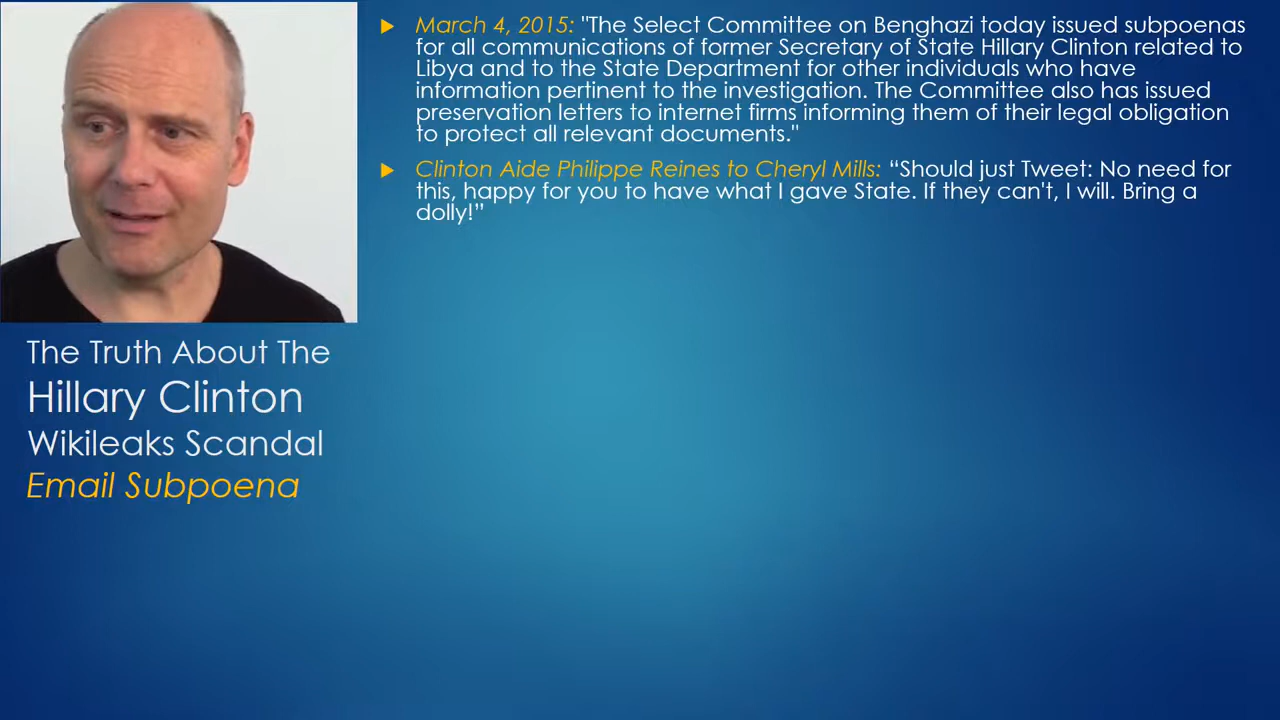 March 4, 2015: "The Select Committee on Benghazi today issued subpoenas
for all communications of former Secretary of State Hillary Clinton related to
Libya and to the State Department for other individuals who have
information pertinent to the investigation. The Committee also has issued
preservation letters to internet firms informing them of their legal obligation
to protect all relevant documents."
Clinton Aide Philippe Reines to Cheryl Mills: “Should just Tweet: No need for
this, happy for you to have what I gave State. If they can't, I will. Bring a
dolly!”
The Truth About The
Hillary Clinton
Wikileaks Scandal
Email Subpoena